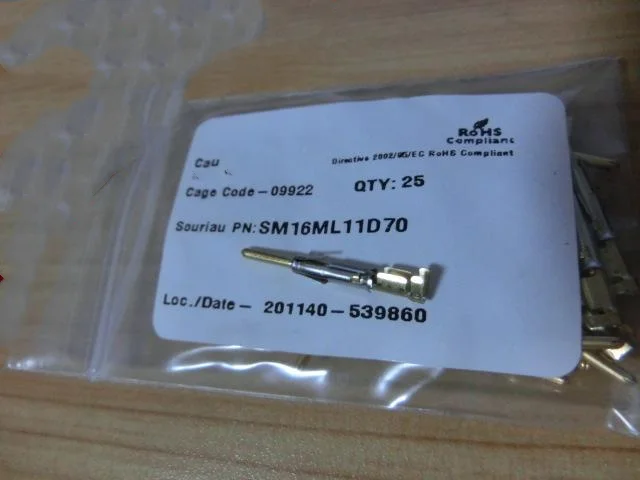 RoHS
Compliant
Cau
Directive 2002/95/EC RoHS Compliant
Cage Code - 09922 QTY: 25
Souriau PN: SM16ML11D70
Loc./Date - 201140-539860